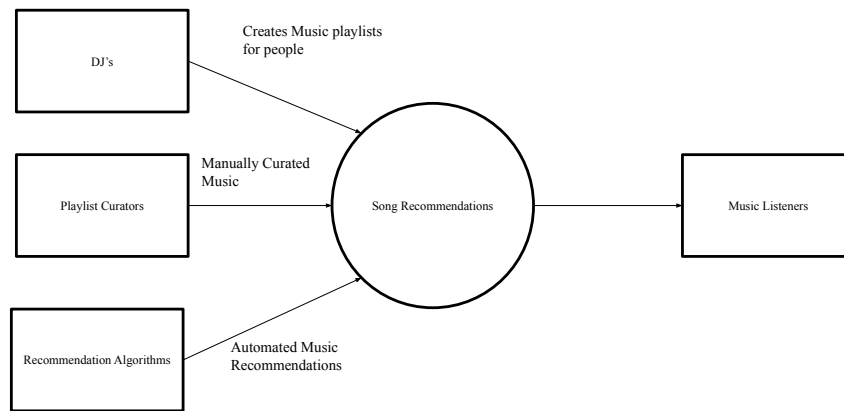 Creates Music playlists
for people
DJ's
Manually Curated
Music
Playlist Curators
Song Recommendations
Music Listeners
Automated Music
Recommendations
Recommendation Algorithms